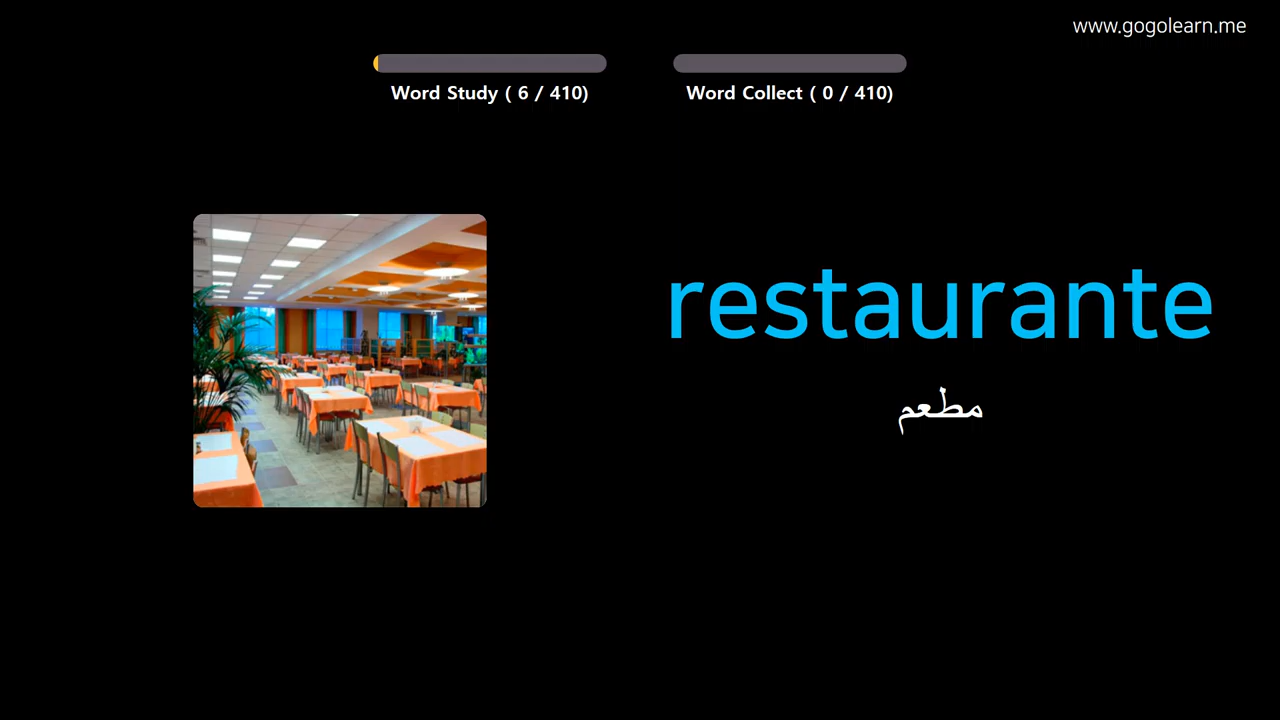 www.gogolearn.me
Word Study ( 6 / 410)
Word Collect ( 0 / 410)
restaurante
مطعم